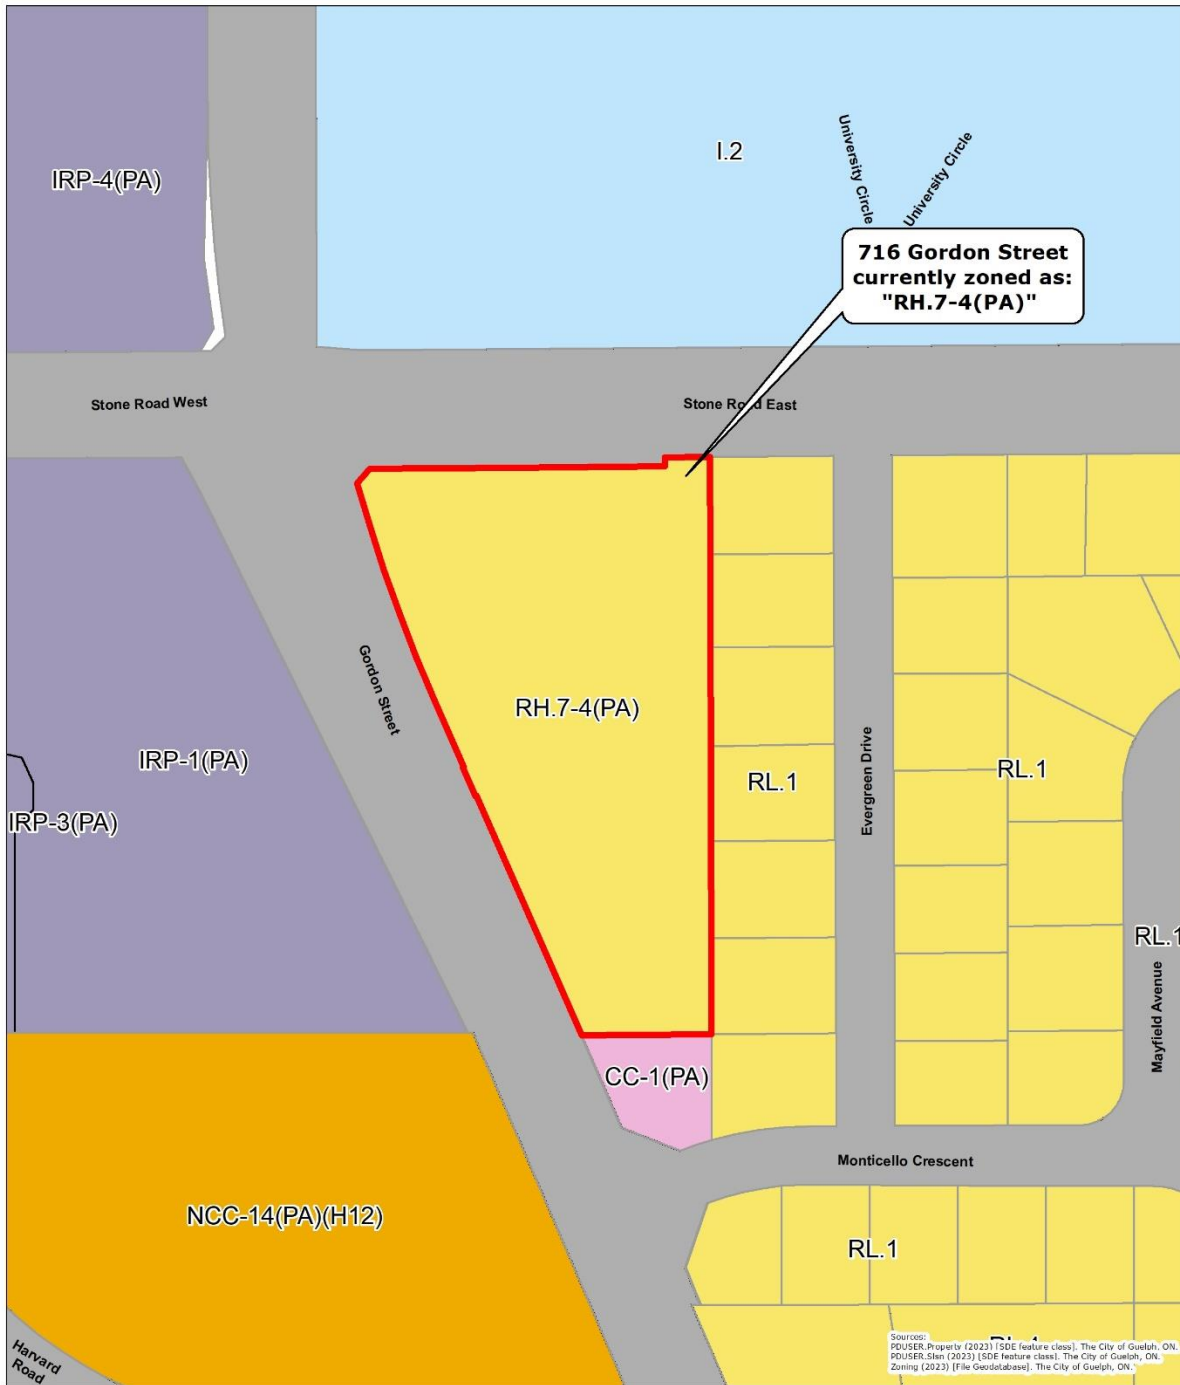 IRP-4(PA)
I.2
University Circle
University Circle
716 Gordon Street
currently zoned as:
"RH.7-4(PA)"
Stone Road West
Stone Road East
Gordon Street
RH.7-4(PA)
IRP-1(PA)
IRP-3(PA)
RL.1
Evergreen Drive
RL.1
RL.1
Mayfield Avenue
CC-1(PA)
Monticello Crescent
NCC-14(PA)(H12)
RL.1
Harvard
Road
RL.1
Sources:
PDUSER.Property (2023) [SDE feature class]. The City of Guelph, ON.
PDUSER.Slsn (2023) [SDE feature class]. The City of Guelph, ON.
Zoning (2023) [File Geodatabase]. The City of Guelph, ON.